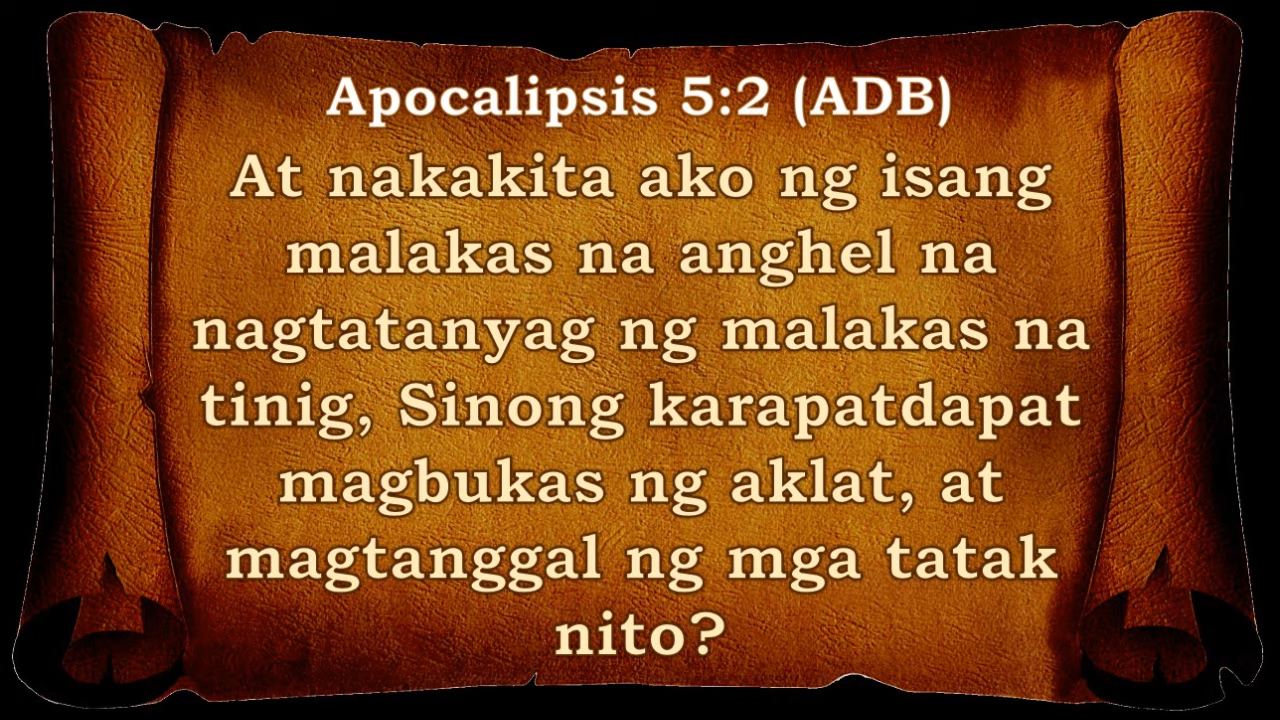 Apocalipsis 5:2 (ADB)
At nakakita ako ng isang
malakas na anghel na
nagtatanyag ng malakas na
tinig, Sinong karapatdapat
magbukas ng aklat, at
magtanggal ng mga tatak
nito?